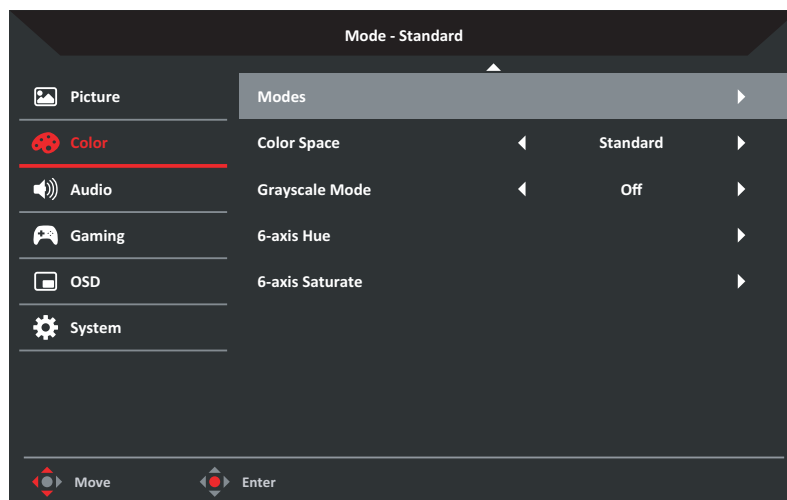 Mode - Standard
Picture
Modes
Color
Color Space Standard
Audio
Grayscale Mode Off
Gaming
6-axis Hue
OSD
6-axis Saturate
System
Move Enter